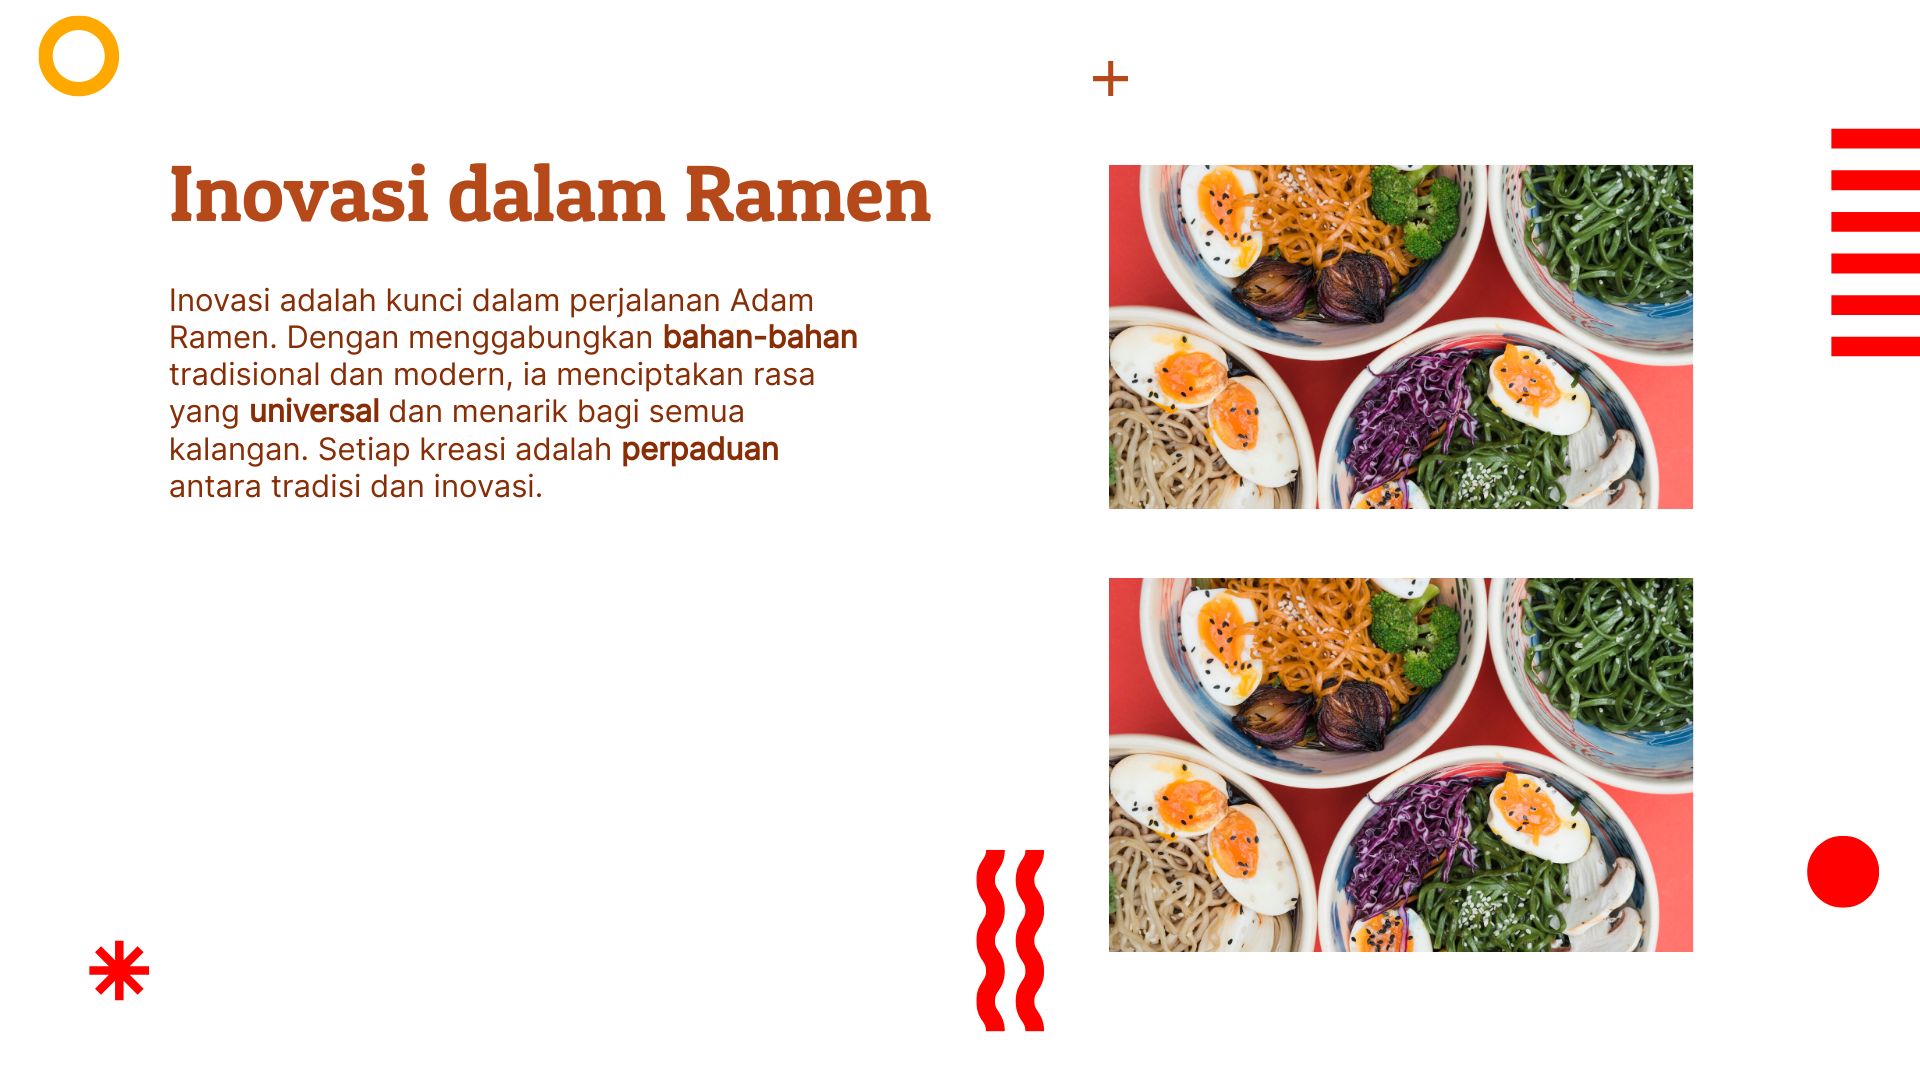 Inovasi dalam Ramen
Inovasi adalah kunci dalam perjalanan Adam
Ramen. Dengan menggabungkan bahan-bahan
tradisional dan modern, ia menciptakan rasa
yang universal dan menarik bagi semua
kalangan. Setiap kreasi adalah perpaduan
antara tradisi dan inovasi.